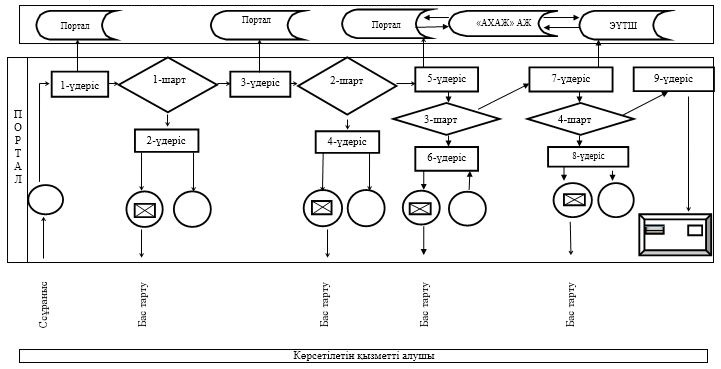 Портал
Портал
Портал
«АХАЖ» АЖ
ЭҮТШ
ПОРТАЛ
1-үдеріс
1-шарт
3-үдеріс
2-шарт
5-үдеріс
7-үдеріс
9-үдеріс
3-шарт
4-шарт
2-үдеріс
4-үдеріс
6-үдеріс
8-үдеріс
Ссұраныс
Бас тарту
Бас тарту
Бас тарту
Бас тарту
Көрсетілетін қызметті алушы